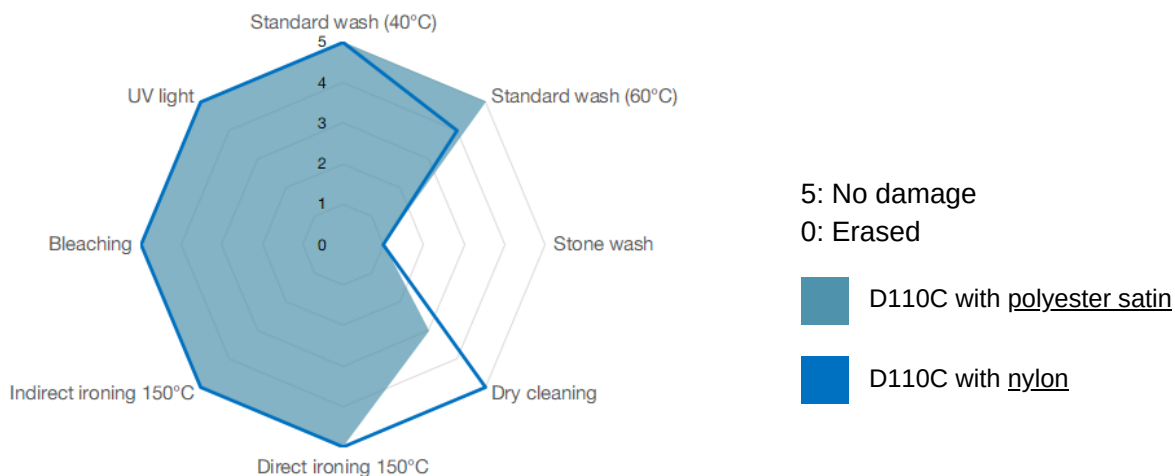 Standard wash (40°C)
5
UV light
Standard wash (60°C)
4
3
2
1
Bleaching
0
Stone wash
Indirect ironing 150°C
Dry cleaning
Direct ironing 150°C
5: No damage
0: Erased
D110C with polyester satin
D110C with nylon